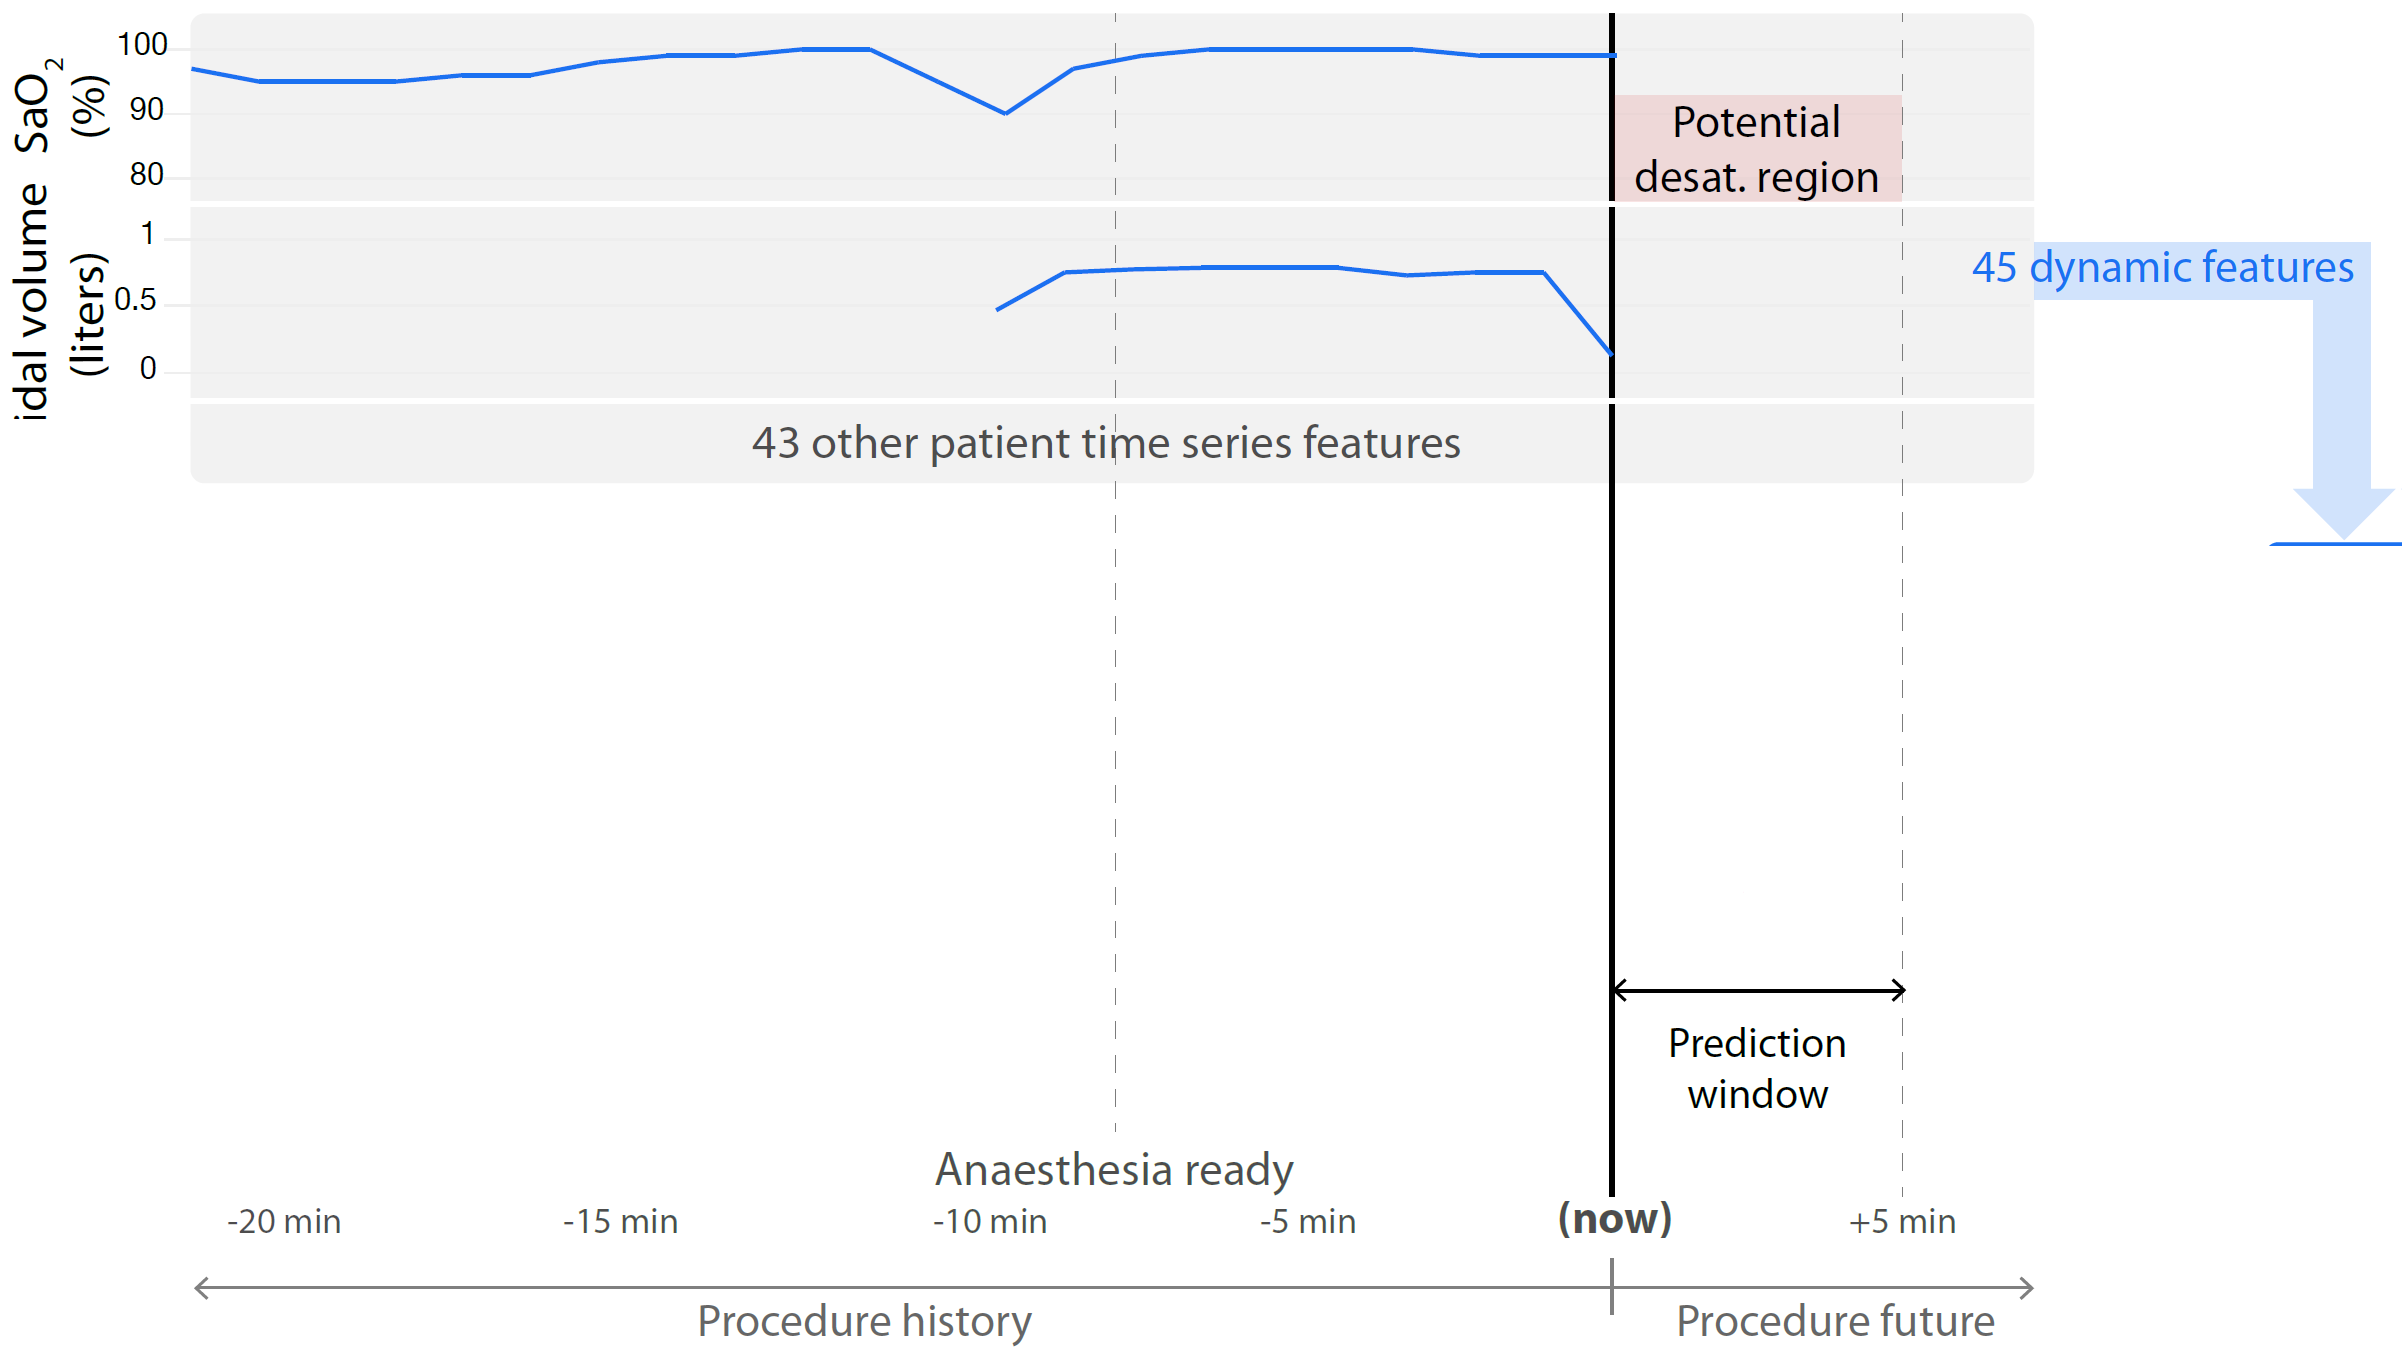 SaO2
(%)
100
90
80
Potential
desat. region
idal volume
(liters)
1
0.5
0
45 dynamic features
43 other patient time series features
Prediction
window
Anaesthesia ready
-20 min
-15 min
-10 min
-5 min
(now)
+5 min
Procedure history
Procedure future